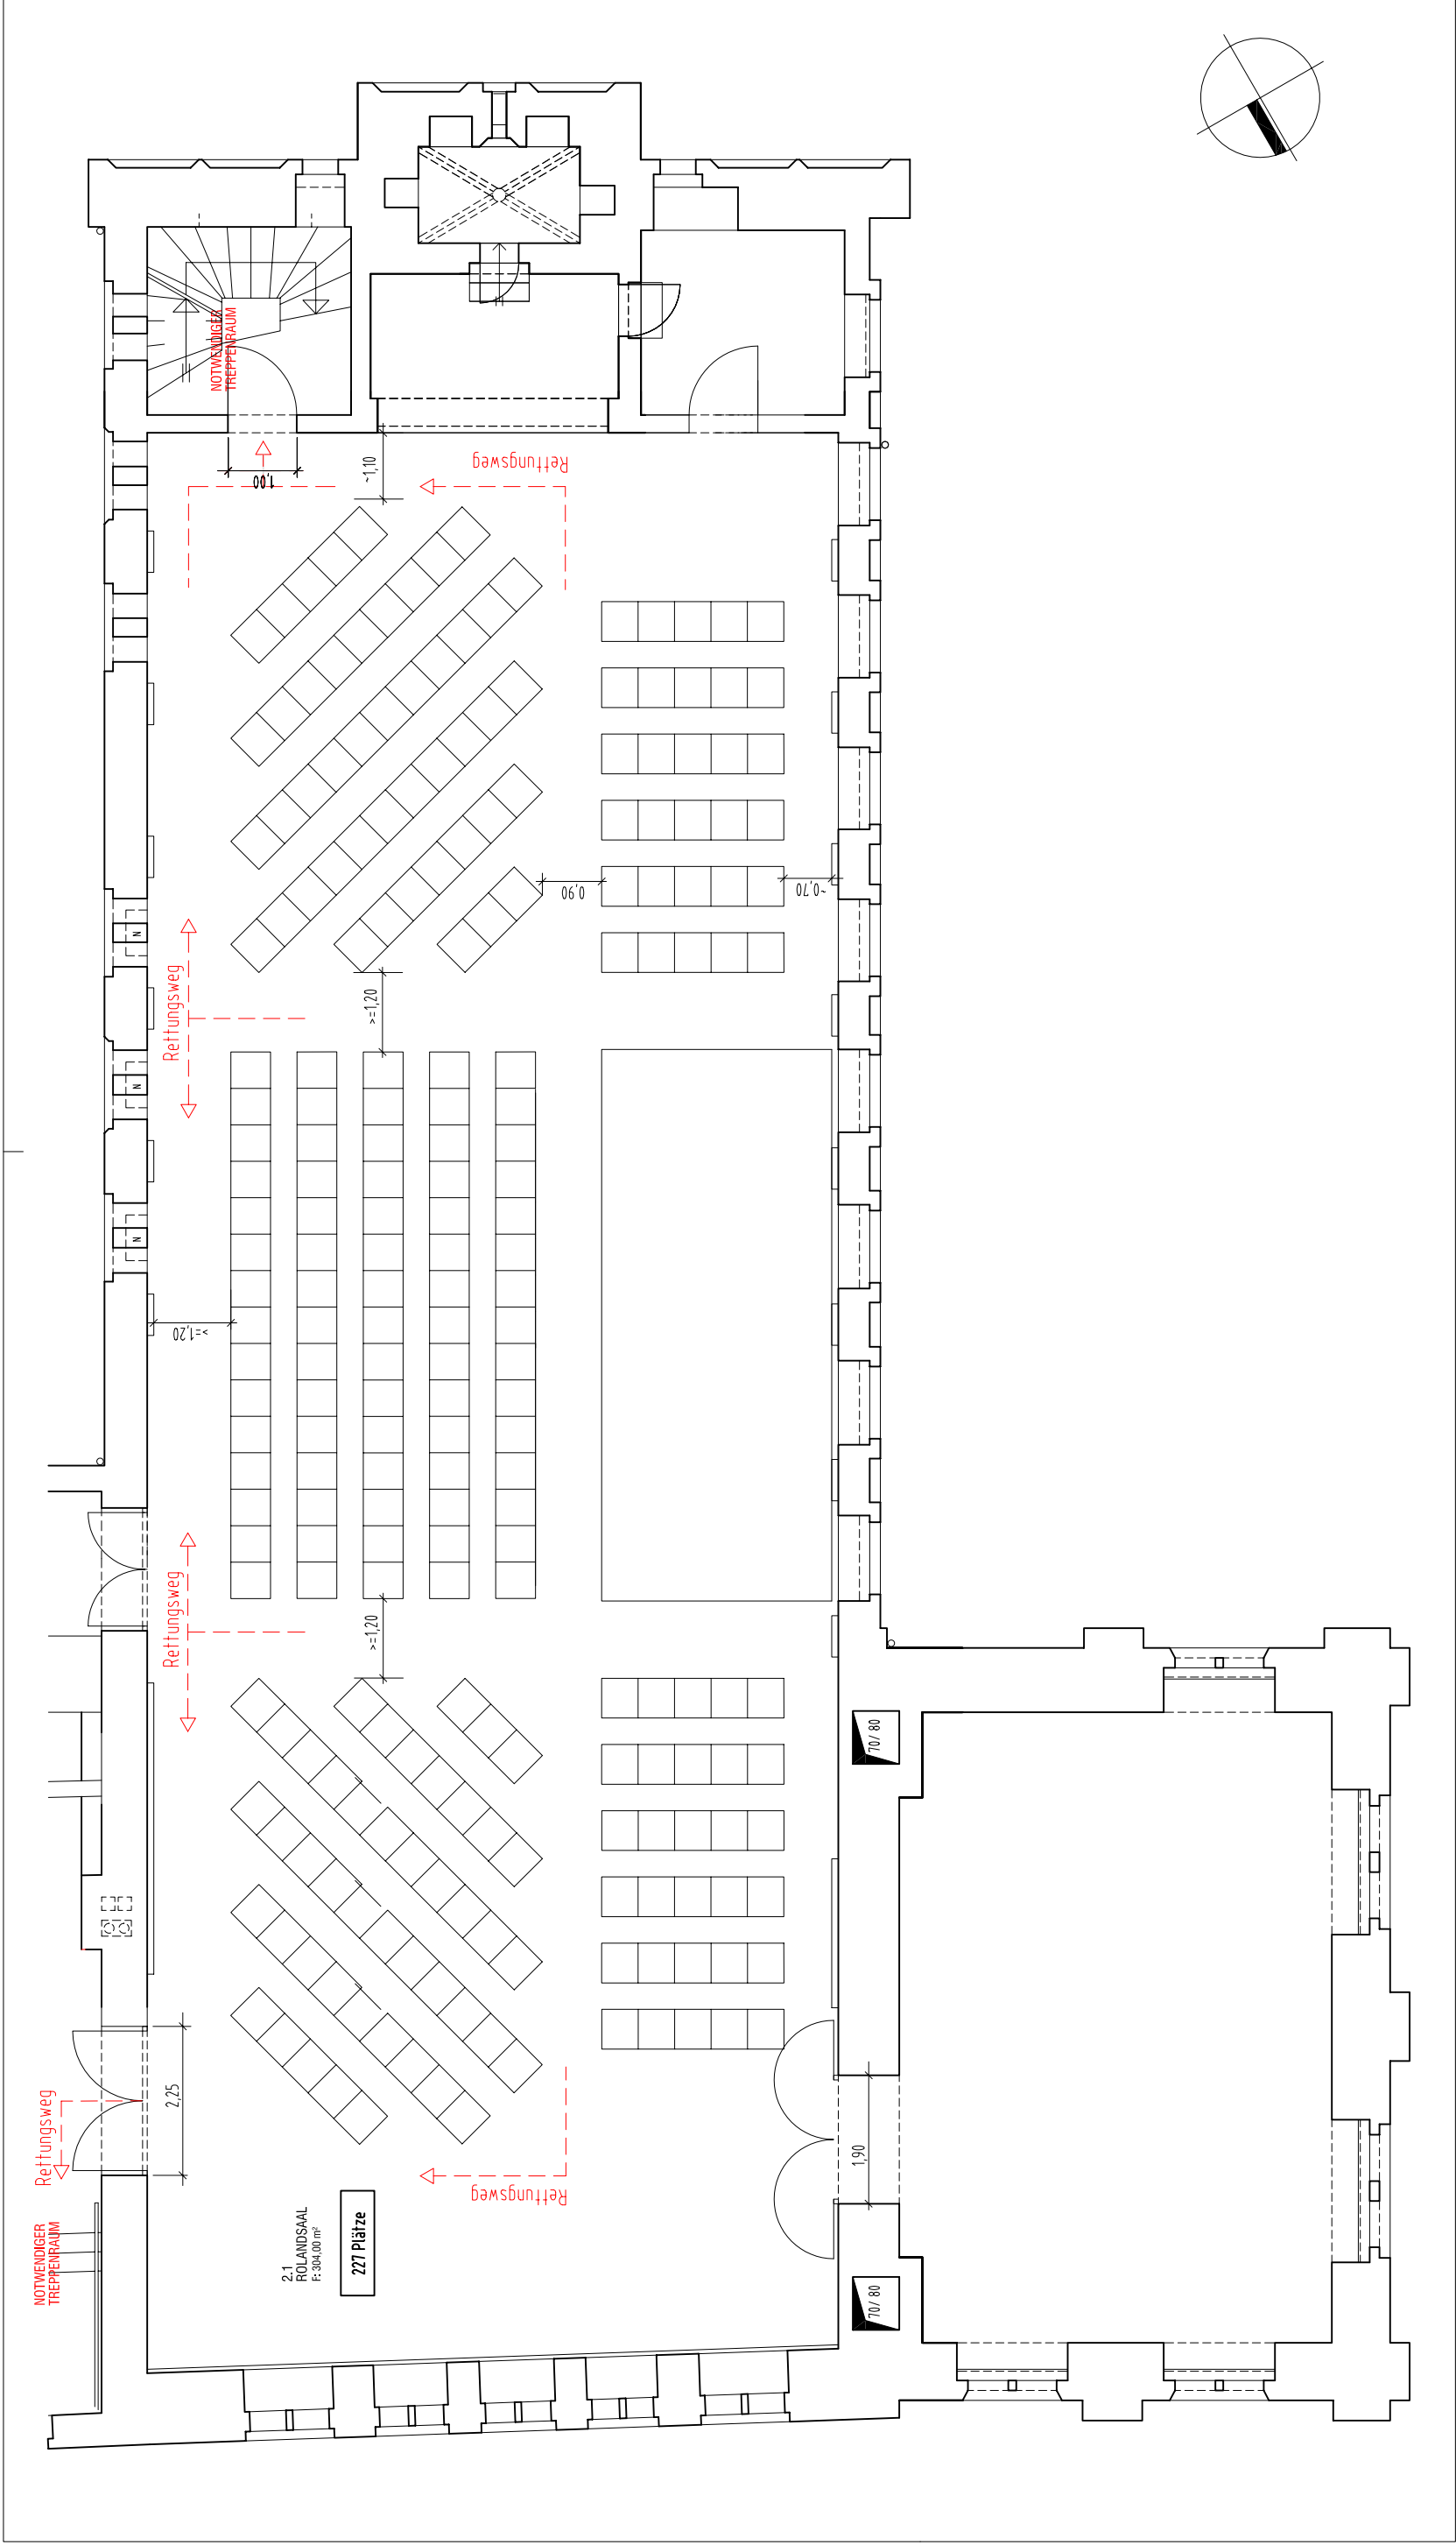 NOTWENDIGER
TREPPENRAUM
1,00
~1,10
Rettungsweg
0,90
~0,70
N
Rettungsweg
>=1,20
N
N
>=1,20
Rettungsweg
>=1,20
70/ 80
Rettungsweg
2,25
1,90
Rettungsweg
NOTWENDIGER
TREPPENRAUM
2.1
ROLANDSAAL
F: 304,00 m²
227 Plätze
70/ 80